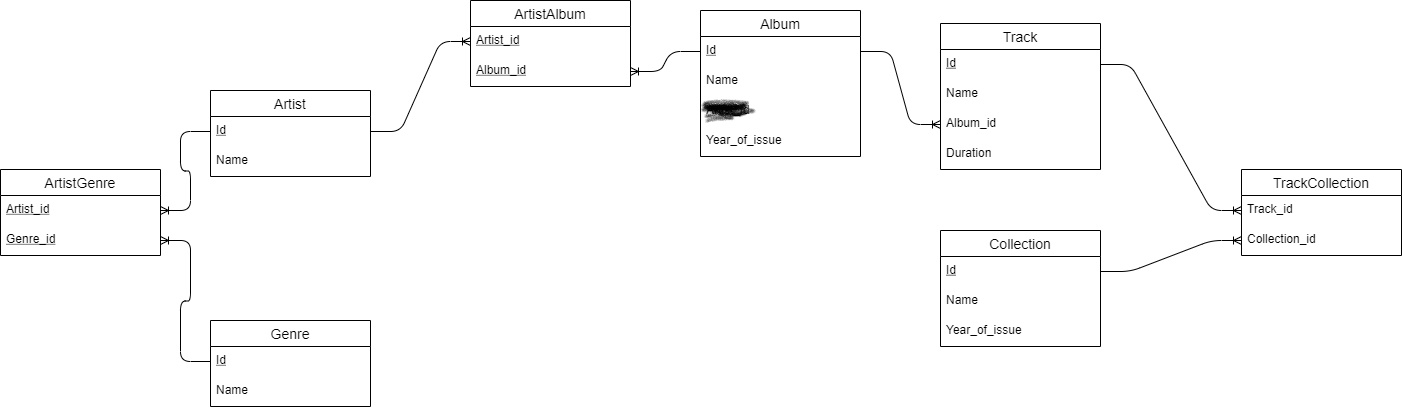 ArtistAlbum
Artist_id
Album_id
Album
Id
Name
Year_of_issue
Track
Id
Name
Album_id
Duration
Artist
Id
Name
ArtistGenre
Artist_id
Genre_id
TrackCollection
Track_id
Collection_id
Collection
Id
Name
Year_of_issue
Genre
Id
Name